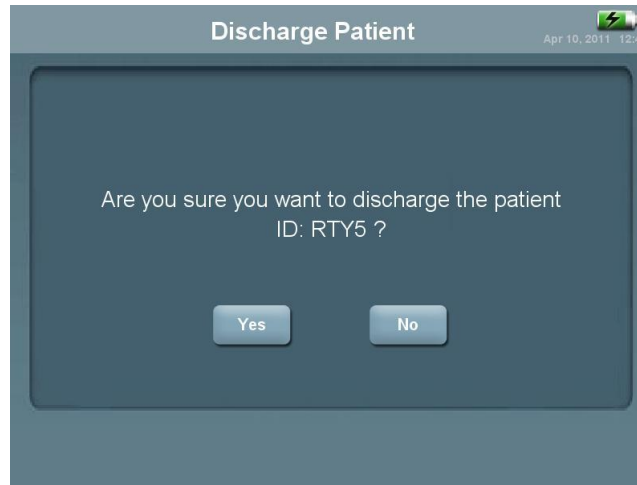 Discharge Patient
Apr 10, 2011
Are you sure you want to discharge the patient
ID: RTY5 ?
Yes No